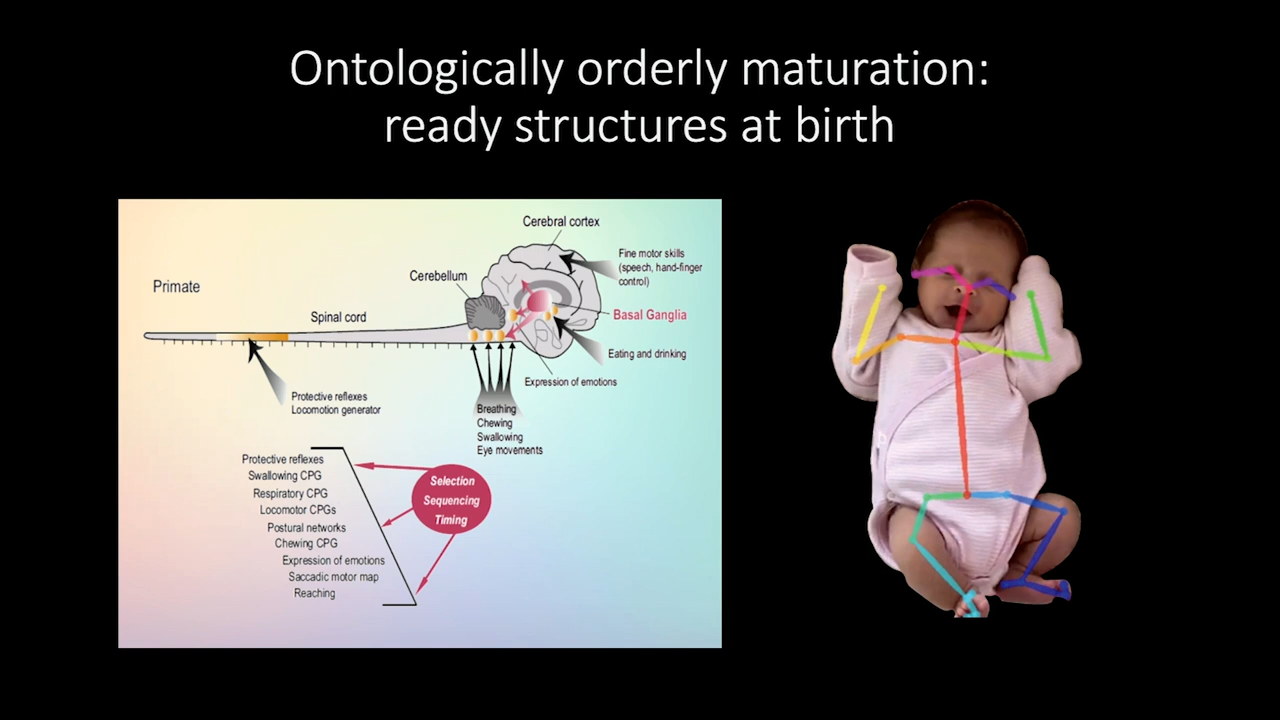 Ontologically orderly maturation:
ready structures at birth
Primate
Spinal cord
Cerebellum
Cerebral cortex
Fine motor skills
(speech, hand-finger
control)
Basal Ganglia
Eating and drinking
Expression of emotions
Protective reflexes
Locomotion generator
Breathing
Chewing
Swallowing
Eye movements
Protective reflexes
Swallowing CPG
Respiratory CPG
Locomotor CPGs
Postural networks
Chewing CPG
Expression of emotions
Saccadic motor map
Reaching
Selection
Sequencing
Timing